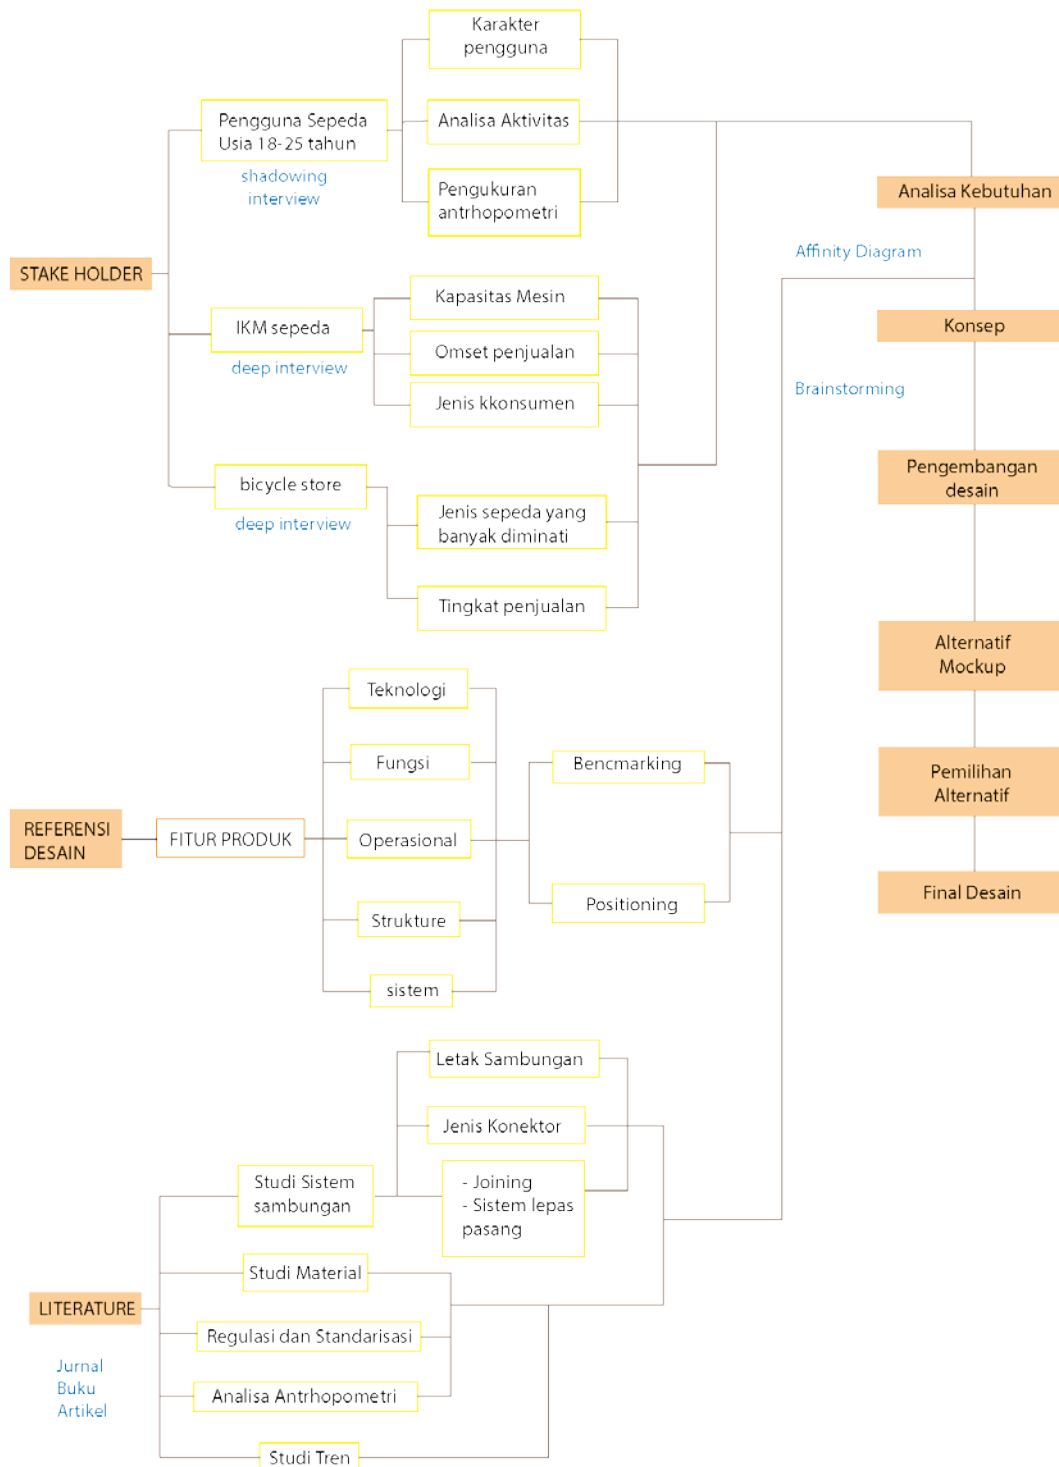 Karakter
pengguna
Pengguna Sepeda
Usia 18-25 tahun
Analisa Aktivitas
shadowing
interview
Pengukuran
antrhopometri
STAKE HOLDER
IKM sepeda
deep interview
Kapasitas Mesin
Omset penjualan
Jenis kkonsumen
bicycle store
deep interview
Jenis sepeda yang
banyak diminati
Tingkat penjualan
Analisa Kebutuhan
Affinity Diagram
Konsep
Brainstorming
Pengembangan
desain
Alternatif
Mockup
Pemilihan
Alternatif
Final Desain
REFERENSI
DESAIN
FITUR PRODUK
Teknologi
Fungsi
Operasional
Strukture
sistem
Bencmarking
Positioning
LITERATURE
Jurnal
Buku
Artikel
Studi Sistem
sambungan
Letak Sambungan
Jenis Konektor
- Joining
- Sistem lepas
pasang
Studi Material
Regulasi dan Standarisasi
Analisa Antrhopometri
Studi Tren